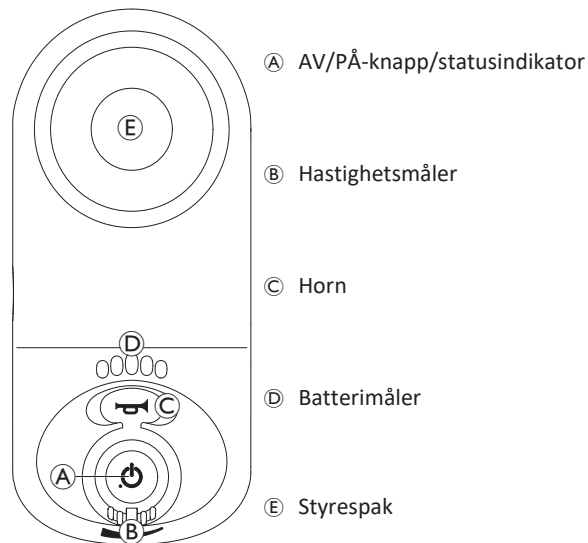 Ⓐ AV/PÅ-knapp/statusindikator
Ⓔ
Ⓑ Hastighetsmåler
Ⓒ Horn
Ⓓ
Ⓒ
Ⓓ Batterimåler
Ⓐ
Ⓔ Styrespak
Ⓑ